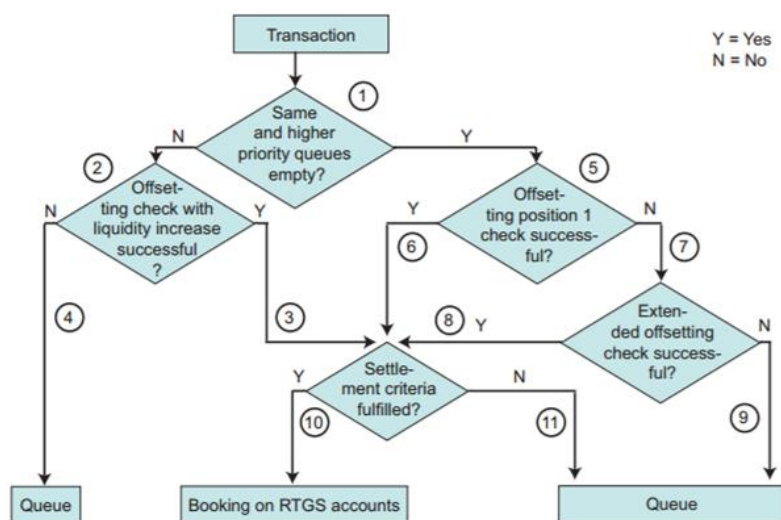 Transaction
Y = Yes
N = No
1
Same
and higher
priority queues
empty?
N
Y
2
5
Offset-
ting check with
liquidity increase
successful
?
N
Y
Offset-
ting position 1
check success-
ful?
Y
N
6
7
4
3
8
Y
Exten-
ded offsetting
check success-
ful?
N
Settle-
ment criteria
fulfilled?
Y
N
10
11
9
Queue
Booking on RTGS accounts
Queue